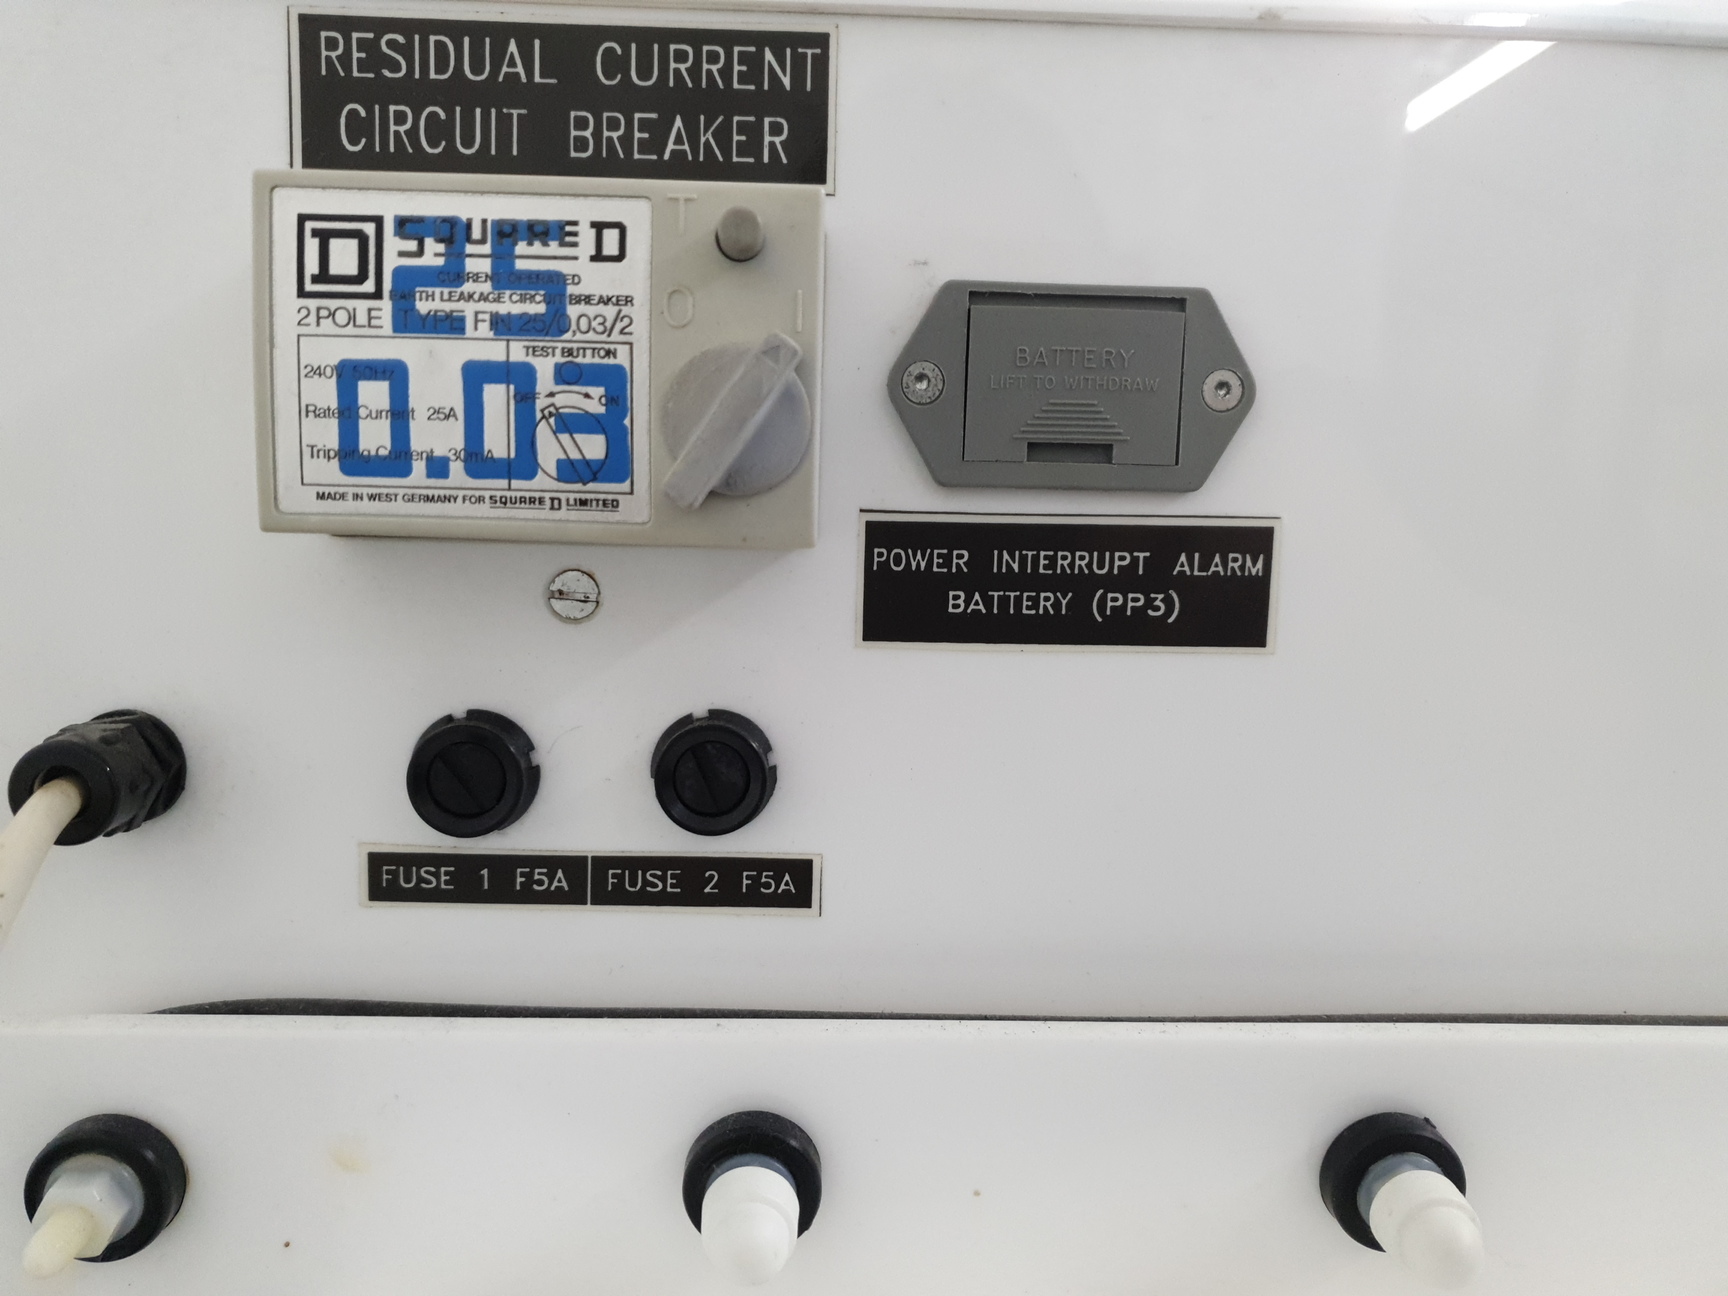 RESIDUAL CURRENT
CIRCUIT BREAKER
D SQUARE D
25
CURRENT OPERATED
EARTH LEAKAGE CIRCUIT BREAKER
2 POLE TYPE FIN 25/0,03/2
0.03
240V 50Hz
Rated Current 25A
Tripping Current 30mA
TEST BUTTON
OFF ON
MADE IN WEST GERMANY FOR SQUARE D LIMITED
T
O I
BATTERY
LIFT TO WITHDRAW
POWER INTERRUPT ALARM
BATTERY (PP3)
FUSE 1 F5A
FUSE 2 F5A